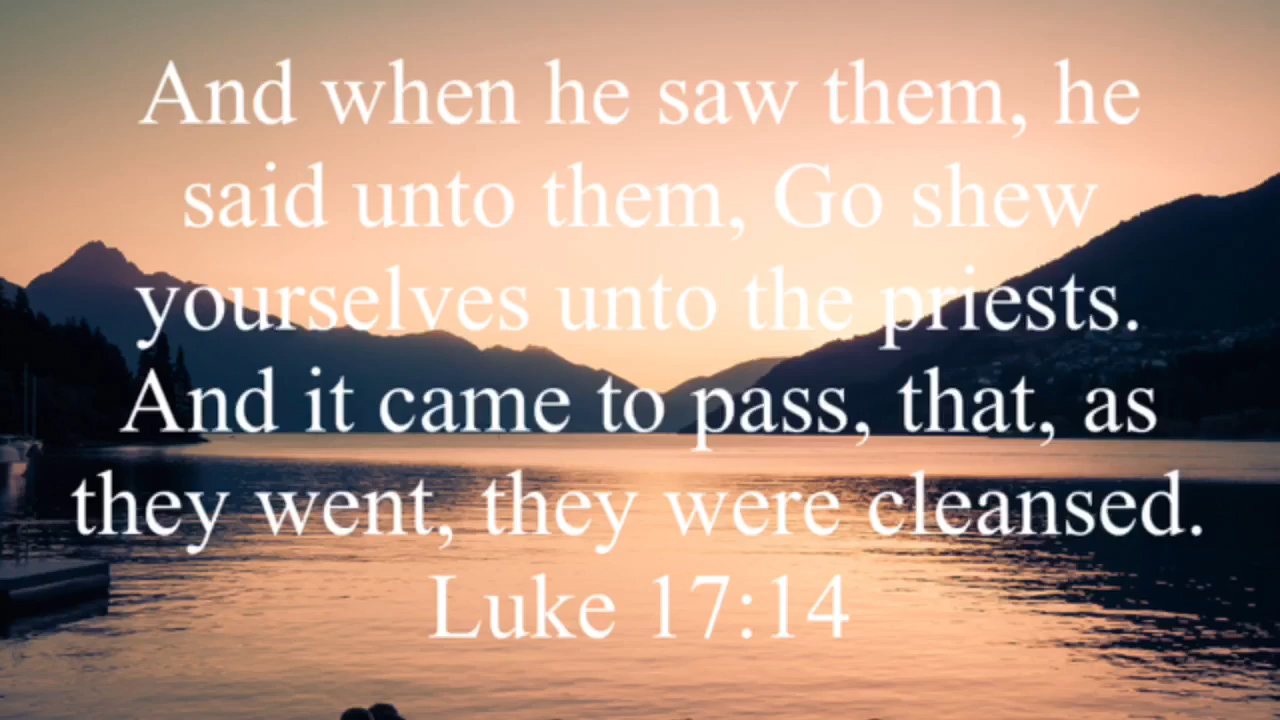 And when he saw them, he
said unto them, Go shew
yourselves unto the priests.
And it came to pass, that, as
they went, they were cleansed.
Luke 17:14